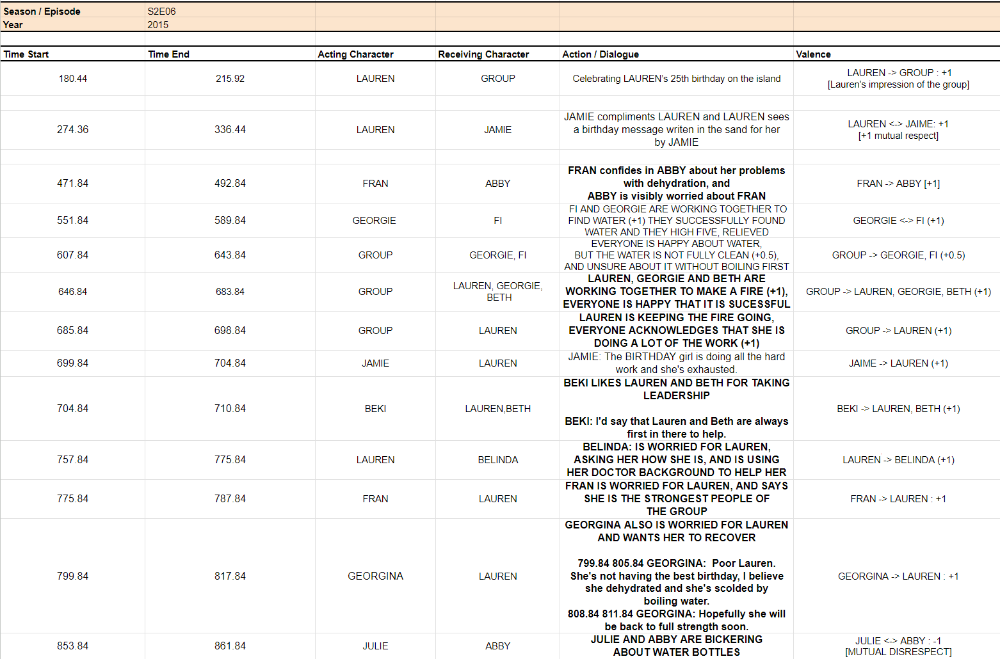 Season / Episode S2E06
Year 2015
Time Start Time End Acting Character Receiving Character Action / Dialogue Valence
180.44 215.92 LAUREN GROUP Celebrating LAUREN's 25th birthday on the island LAUREN -> GROUP : +1
[Lauren's impression of the group]
274.36 336.44 LAUREN JAMIE JAMIE compliments LAUREN and LAUREN sees
a birthday message writen in the sand for her
by JAMIE
LAUREN <-> JAIME: +1
[+1 mutual respect]
471.84 492.84 FRAN ABBY FRAN confides in ABBY about her problems
with dehydration, and
ABBY is visibly worried about FRAN
FRAN -> ABBY [+1]
551.84 589.84 GEORGIE FI FI AND GEORGIE ARE WORKING TOGETHER TO
FIND WATER (+1) THEY SUCCESSFULLY FOUND
WATER AND THEY HIGH FIVE, RELIEVED
GEORGIE <-> FI (+1)
607.84 643.84 GROUP GEORGIE, FI EVERYONE IS HAPPY ABOUT WATER,
BUT THE WATER IS NOT FULLY CLEAN (+0.5),
AND UNSURE ABOUT IT WITHOUT BOILING FIRST
GROUP -> GEORGIE, FI (+0.5)
646.84 683.84 GROUP LAUREN, GEORGIE,
BETH
LAUREN, GEORGIE AND BETH ARE
WORKING TOGETHER TO MAKE A FIRE (+1),
EVERYONE IS HAPPY THAT IT IS SUCESSFUL
GROUP -> LAUREN, GEORGIE, BETH (+1)
685.84 698.84 GROUP LAUREN LAUREN IS KEEPING THE FIRE GOING,
EVERYONE ACKNOWLEDGES THAT SHE IS
DOING A LOT OF THE WORK (+1)
GROUP -> LAUREN (+1)
699.84 704.84 JAMIE LAUREN JAMIE: The BIRTHDAY girl is doing all the hard
work and she's exhausted.
JAIME -> LAUREN (+1)
704.84 710.84 BEKI LAUREN,BETH BEKI LIKES LAUREN AND BETH FOR TAKING
LEADERSHIP
BEKI: I'd say that Lauren and Beth are always
first in there to help.
BEKI -> LAUREN, BETH (+1)
757.84 775.84 LAUREN BELINDA BELINDA: IS WORRIED FOR LAUREN,
ASKING HER HOW SHE IS, AND IS USING
HER DOCTOR BACKGROUND TO HELP HER
LAUREN -> BELINDA (+1)
775.84 787.84 FRAN LAUREN FRAN IS WORRIED FOR LAUREN, AND SAYS
SHE IS THE STRONGEST PEOPLE OF
THE GROUP
FRAN -> LAUREN : +1
799.84 817.84 GEORGINA LAUREN GEORGINA ALSO IS WORRIED FOR LAUREN
AND WANTS HER TO RECOVER
799.84 805.84 GEORGINA: Poor Lauren.
She's not having the best birthday, I believe
she dehydrated and she's scolded by
boiling water.
808.84 811.84 GEORGINA: Hopefully she will
be back to full strength soon.
GEORGINA -> LAUREN : +1
853.84 861.84 JULIE ABBY JULIE AND ABBY ARE BICKERING
ABOUT WATER BOTTLES
JULIE <-> ABBY : -1
[MUTUAL DISRESPECT]